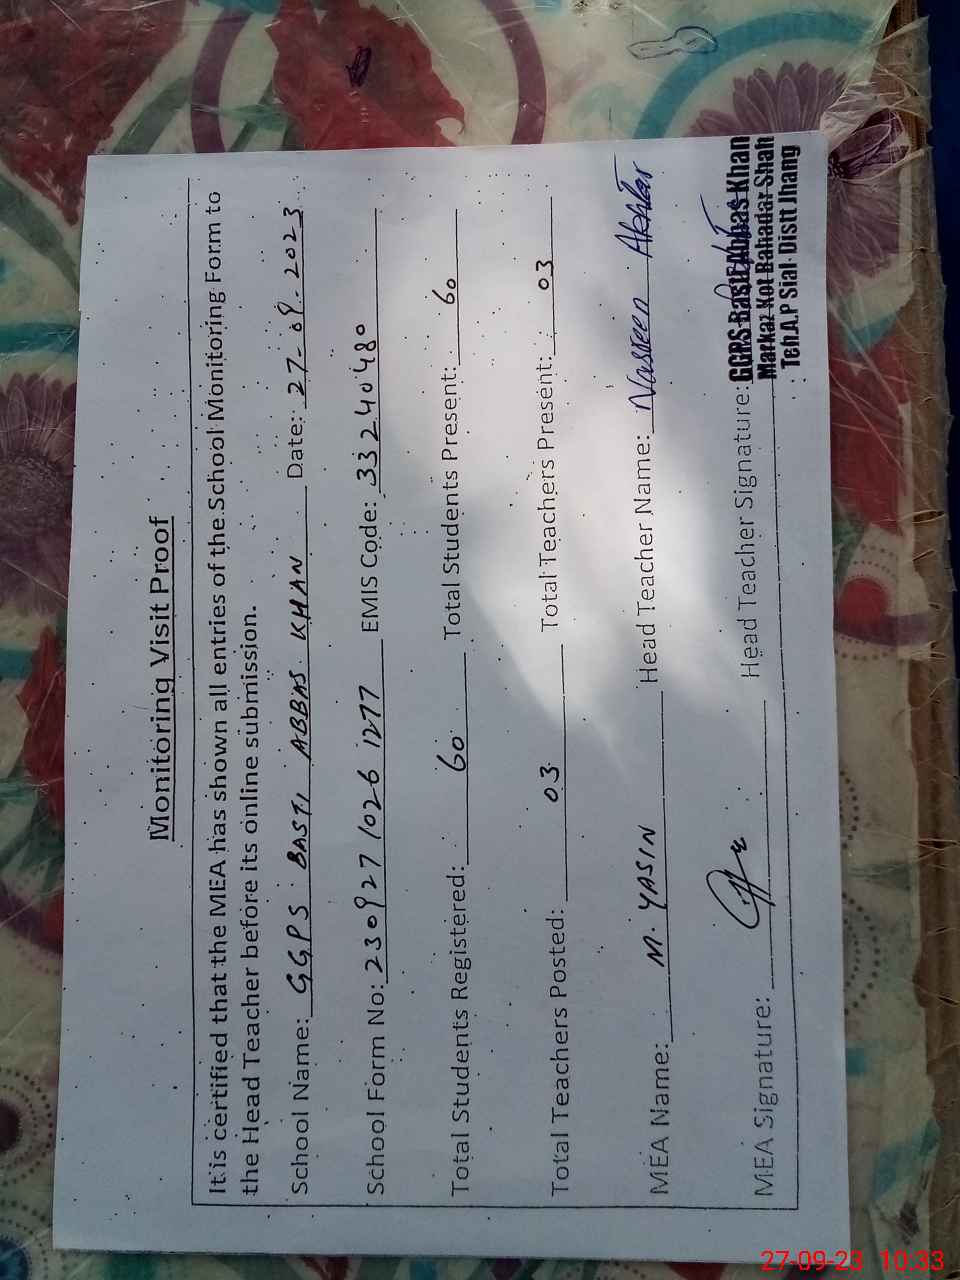 Monitoring Visit Proof
It is certified that the MEA has shown all entries of the School Monitoring Form to
the Head Teacher before its online submission.
School Name: GGPS BASTI ABBAS KHAN Date: 27-09-2023
School Form No: 230927 1026 1277 EMIS Code: 33240480
Total Students Registered: 60 Total Students Present: 60
Total Teachers Posted: 03 Total Teachers Present: 03
MEA Name: M. YASIN Head Teacher Name: Nasreen Akhtar
MEA Signature: Head Teacher Signature:
GGPS Basti Abbas Khan
Markaz Kot Bahadar Shah
Teh A.P Sial Distt Jhang
27-09-23 10:33